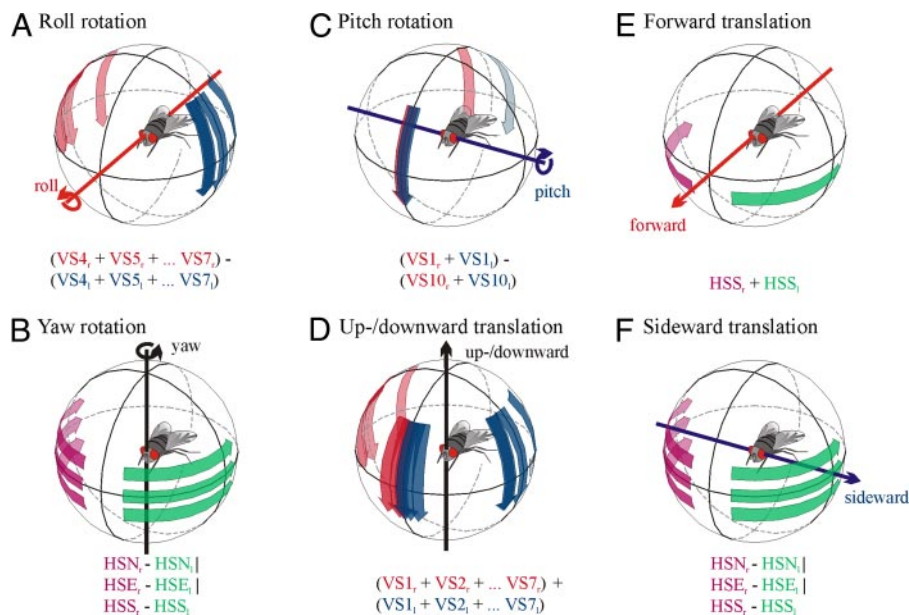 A Roll rotation
roll
(VS4r + VS5r + ... VS7r) -
(VS4l + VS5l + ... VS7l)
B Yaw rotation
yaw
HSNr - HSNl |
HSEr - HSEl |
HSSr - HSSl
C Pitch rotation
pitch
(VS1r + VS1l) -
(VS10r + VS10l)
D Up-/downward translation
up-/downward
(VS1r + VS2r + ... VS7r) +
(VS1l + VS2l + ... VS7l)
E Forward translation
forward
HSSr + HSSl
F Sideward translation
sideward
HSNr - HSNl |
HSEr - HSEl |
HSSr - HSSl